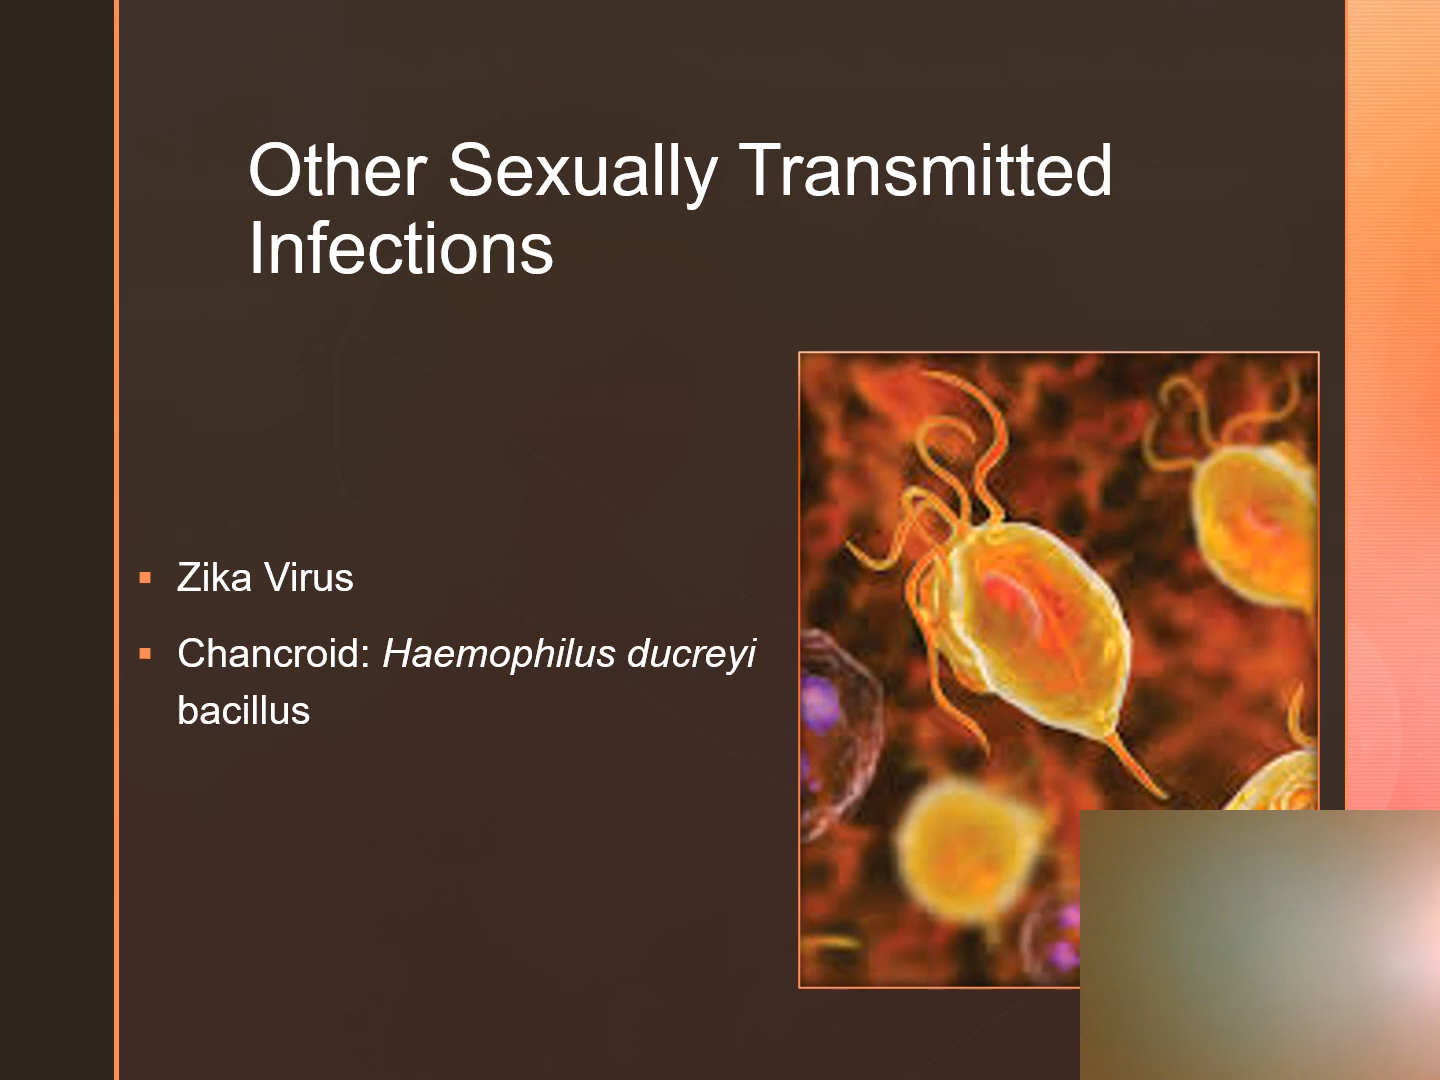 Other Sexually Transmitted
Infections
Zika Virus
Chancroid: Haemophilus ducreyi
bacillus